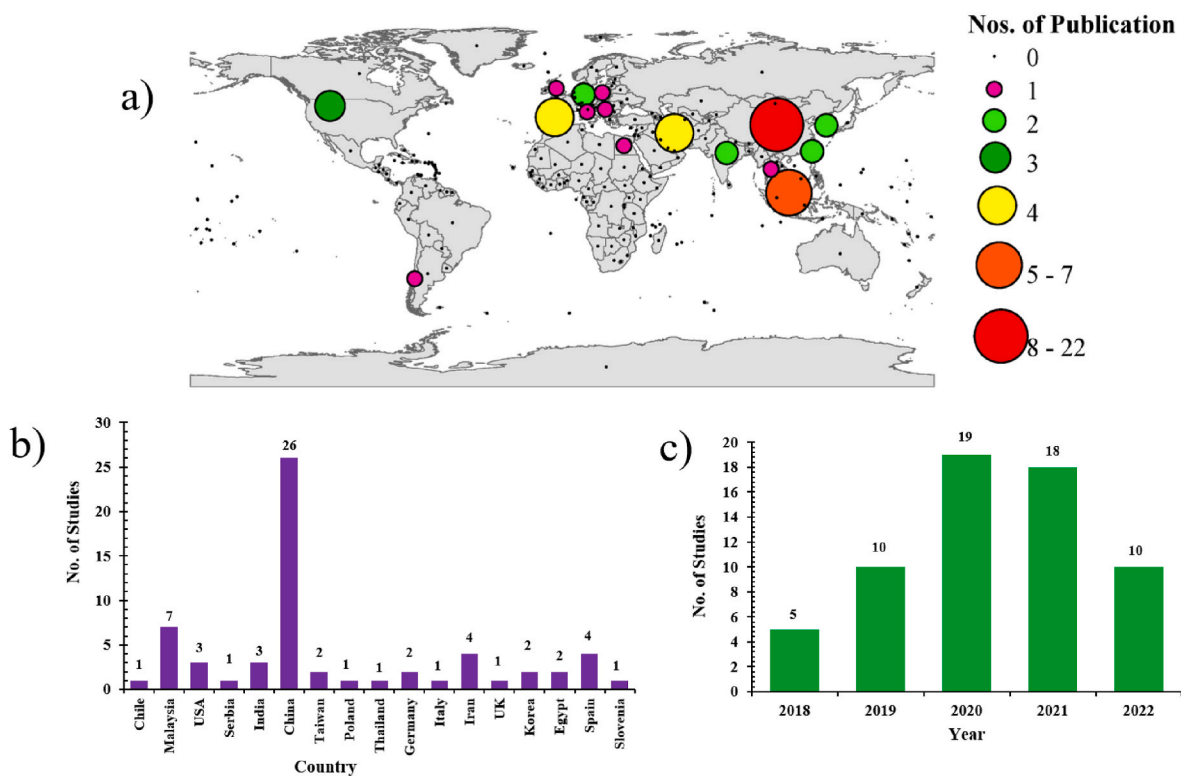 Nos. of Publication
a)
0
1
2
3
4
5 - 7
8 - 22
b)
No. of Studies
30
25
20
15
10
5
0
1
7
3
1
3
26
2
1
1
2
1
4
1
2
2
4
1
Chile
Malaysia
USA
Serbia
India
China
Taiwan
Poland
Thailand
Germany
Italy
Iran
UK
Korea
Egypt
Spain
Slovenia
Country
c)
No. of Studies
20
18
16
14
12
10
8
6
4
2
0
5
10
19
18
10
2018
2019
2020
2021
2022
Year